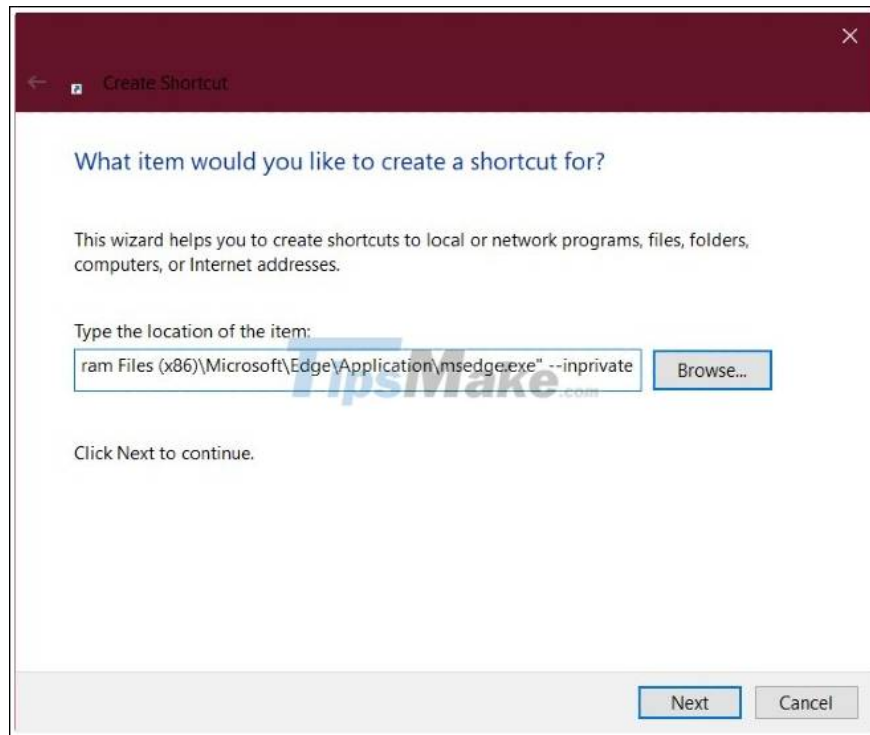 Create Shortcut
What item would you like to create a shortcut for?
This wizard helps you to create shortcuts to local or network programs, files, folders,
computers, or Internet addresses.
Type the location of the item:
ram Files (x86)\Microsoft\Edge\Application\msedge.exe" --inprivate
Browse...
TipsMake.com
Click Next to continue.
Next
Cancel